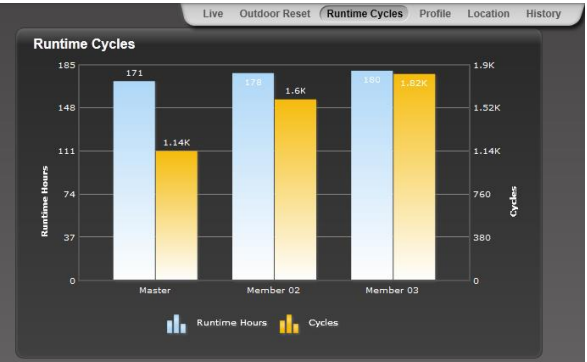 Live Outdoor Reset Runtime Cycles Profile Location History
Runtime Cycles
185 1.9K
171 178 180 1.82K
1.6K
148 1.52K
1.14K
111 1.14K
74 760
37 380
0 0
Runtime Hours
Cycles
Master Member 02 Member 03
Runtime Hours Cycles